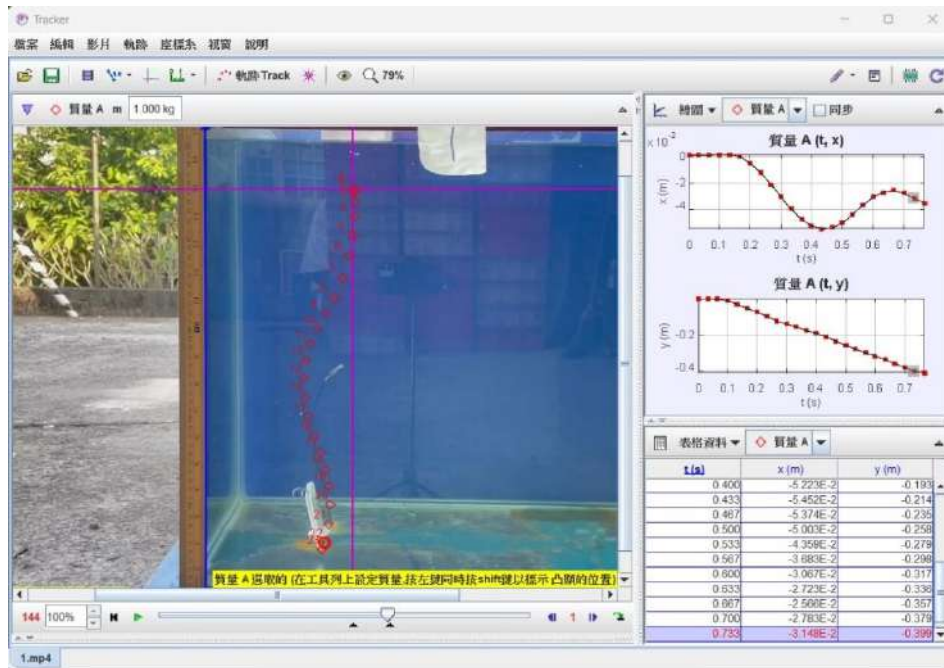 Tracker
檔案 編輯 影片 軌跡 座標系 視窗 說明
軌跡 Track 79%
質量 A m 1.000 kg
繪圖 質量 A 同步
質量 A (t, x)
x 10⁻²
x (m)
0
-2
-4
0 0.1 0.2 0.3 0.4 0.5 0.6 0.7
t (s)
質量 A (t, y)
y (m)
-0.2
-0.4
0 0.1 0.2 0.3 0.4 0.5 0.6 0.7
t (s)
表格資料 質量 A
t (s) x (m) y (m)
0.400 -5.223E-2 -0.193
0.433 -5.452E-2 -0.214
0.467 -5.374E-2 -0.235
0.500 -5.003E-2 -0.258
0.533 -4.359E-2 -0.279
0.567 -3.683E-2 -0.298
0.600 -3.067E-2 -0.317
0.633 -2.723E-2 -0.336
0.667 -2.566E-2 -0.357
0.700 -2.783E-2 -0.379
0.733 -3.148E-2 -0.399
質量 A 選取的 (在工具列上設定質量,按左鍵同時按shift鍵以標示凸顯的位置)
144 100% 1
1.mp4